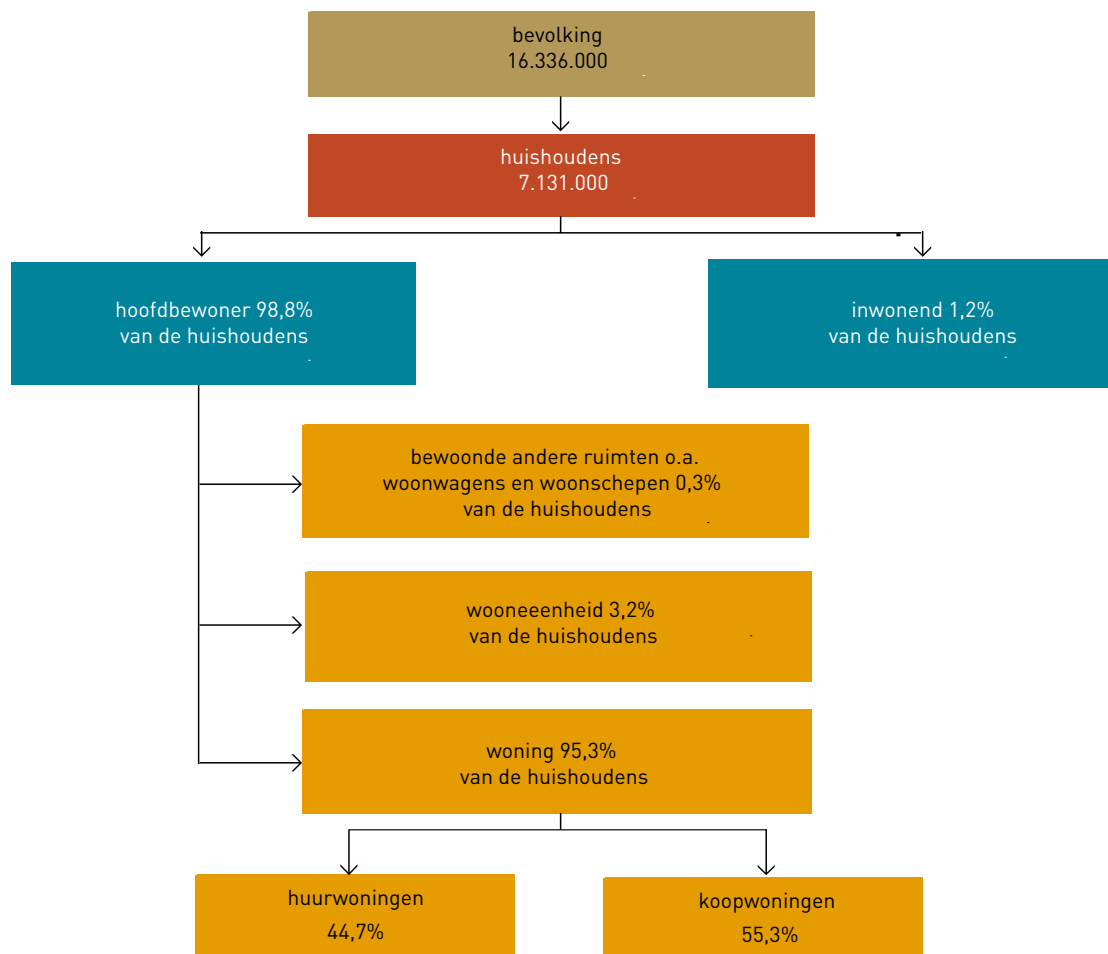 bevolking
16.336.000
huishoudens
7.131.000
hoofdbewoner 98,8%
van de huishoudens
inwonend 1,2%
van de huishoudens
bewoonde andere ruimten o.a.
woonwagens en woonschepen 0,3%
van de huishoudens
wooneeenheid 3,2%
van de huishoudens
woning 95,3%
van de huishoudens
huurwoningen
44,7%
koopwoningen
55,3%